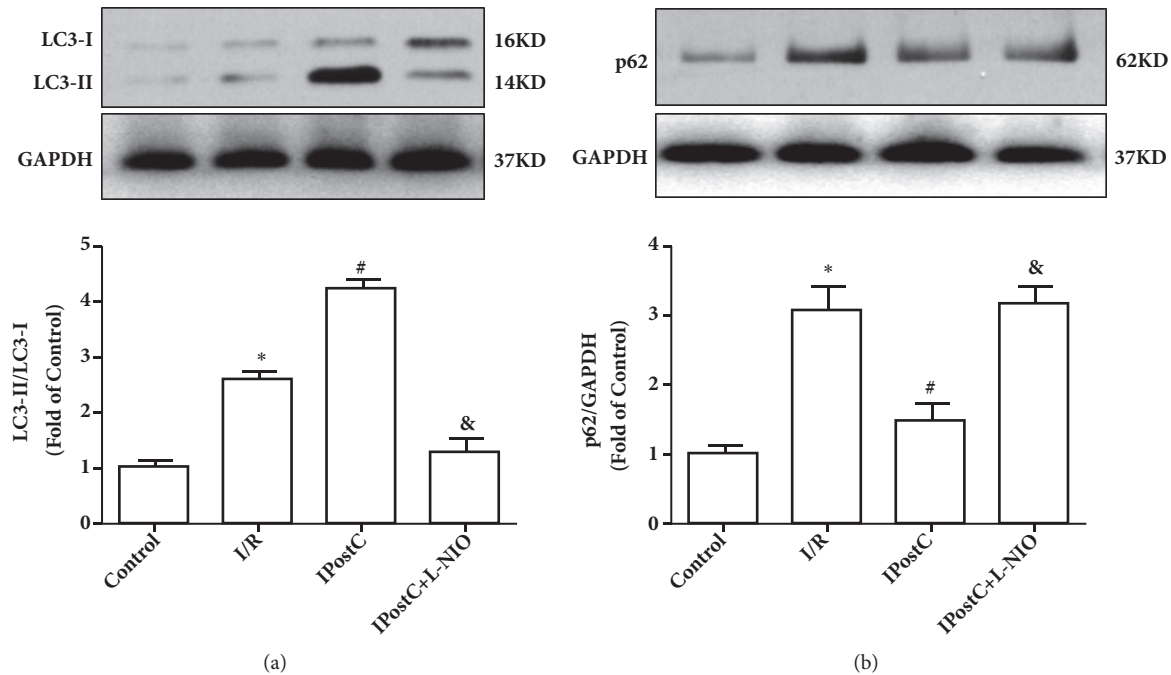 LC3-I
16KD
LC3-II
14KD
GAPDH
37KD
5
4
3
2
1
0
LC3-II/LC3-I
(Fold of Control)
*
#
&
Control
I/R
IPostC
IPostC+L-NIO
(a)
p62
62KD
GAPDH
37KD
4
3
2
1
0
p62/GAPDH
(Fold of Control)
*
#
&
Control
I/R
IPostC
IPostC+L-NIO
(b)